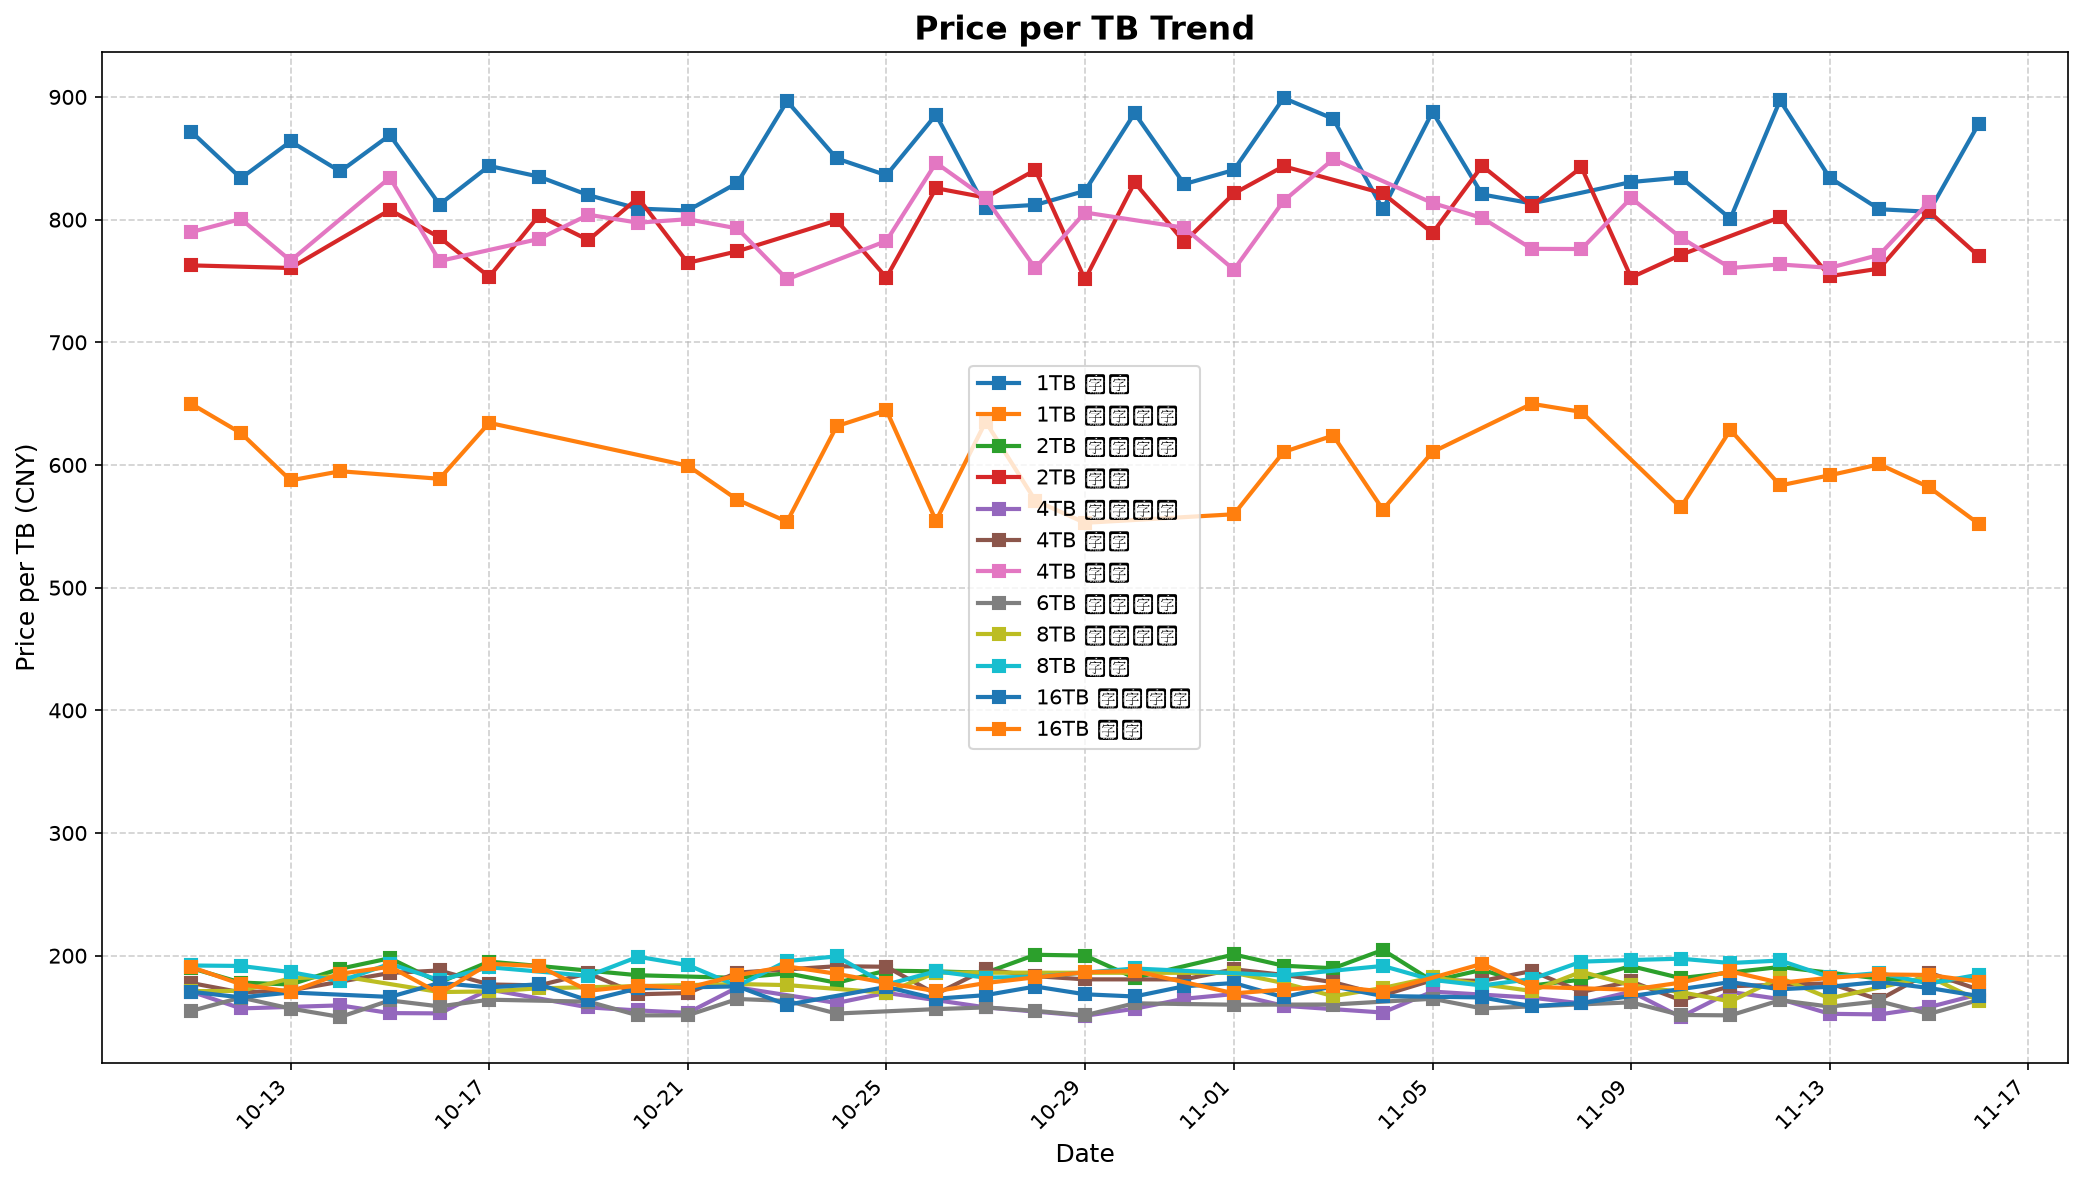 Price per TB Trend
900
800
700
600
500
400
300
200
Price per TB (CNY)
1TB
1TB
2TB
2TB
4TB
4TB
4TB
6TB
8TB
8TB
16TB
16TB
10-13
10-17
10-21
10-25
10-29
11-01
11-05
11-09
11-13
11-17
Date